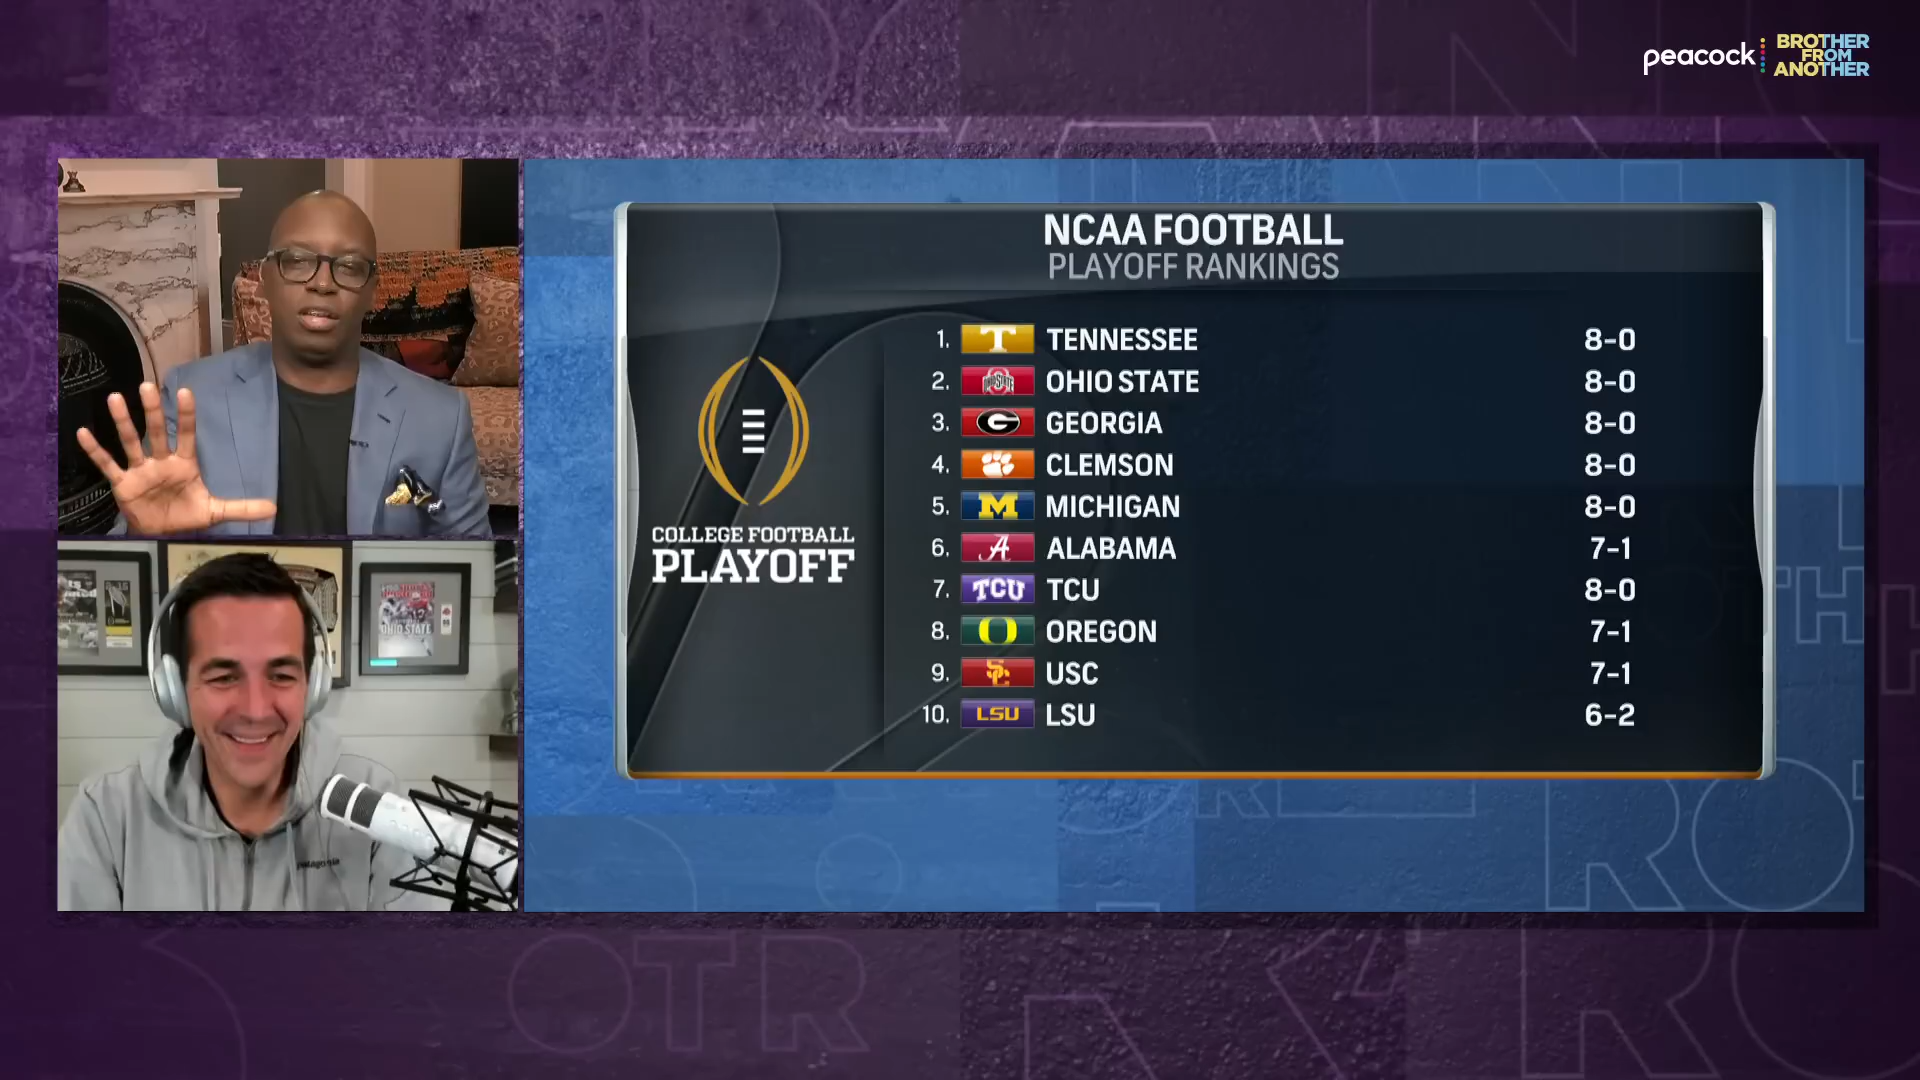 peacock
BROTHER
FROM
ANOTHER
NCAA FOOTBALL
PLAYOFF RANKINGS
1. T TENNESSEE 8-0
2. OHIO STATE OHIO STATE 8-0
3. G GEORGIA 8-0
4. CLEMSON 8-0
5. M MICHIGAN 8-0
6. A ALABAMA 7-1
7. TCU TCU 8-0
8. O OREGON 7-1
9. SC USC 7-1
10. LSU LSU 6-2
COLLEGE FOOTBALL
PLAYOFF
OHIO STATE
patagonia